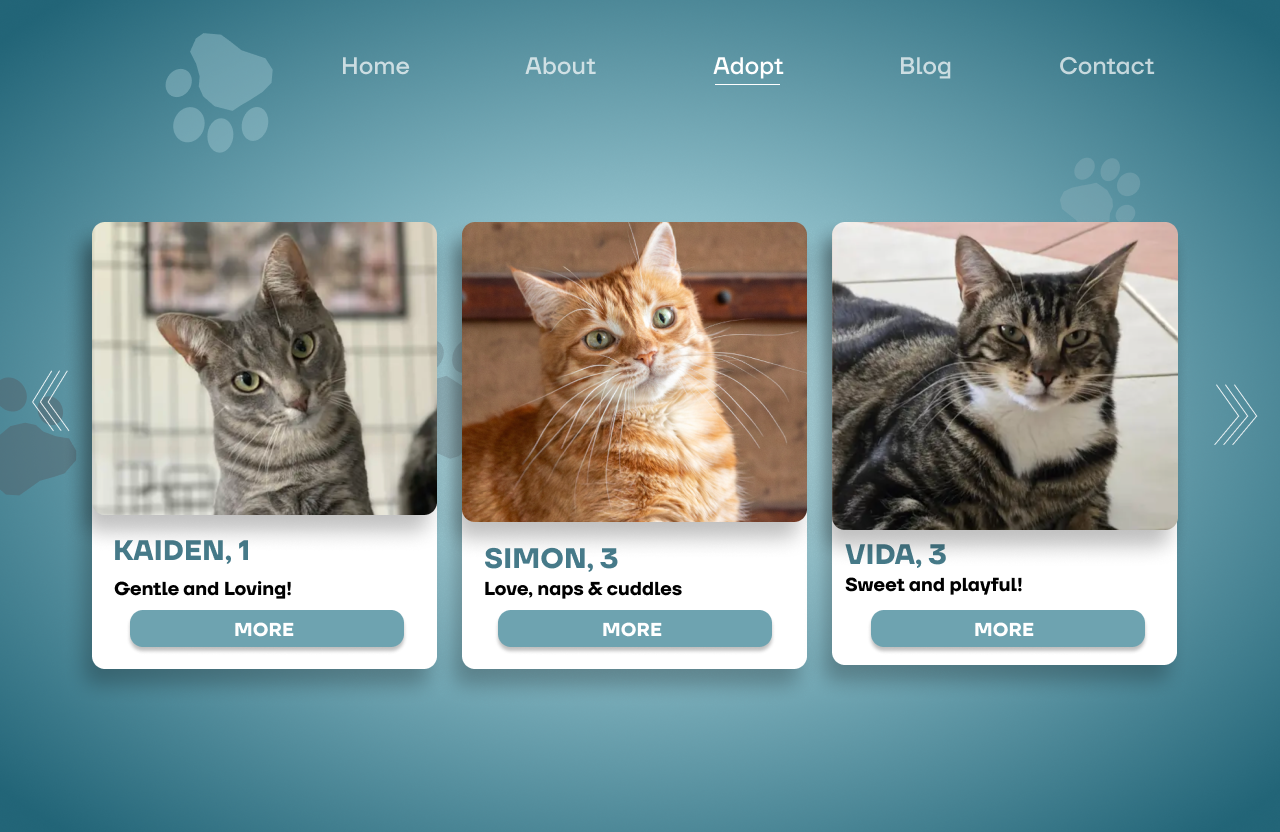 Home
About
Adopt
Blog
Contact
KAIDEN, 1
Gentle and Loving!
MORE
SIMON, 3
Love, naps & cuddles
MORE
VIDA, 3
Sweet and playful!
MORE